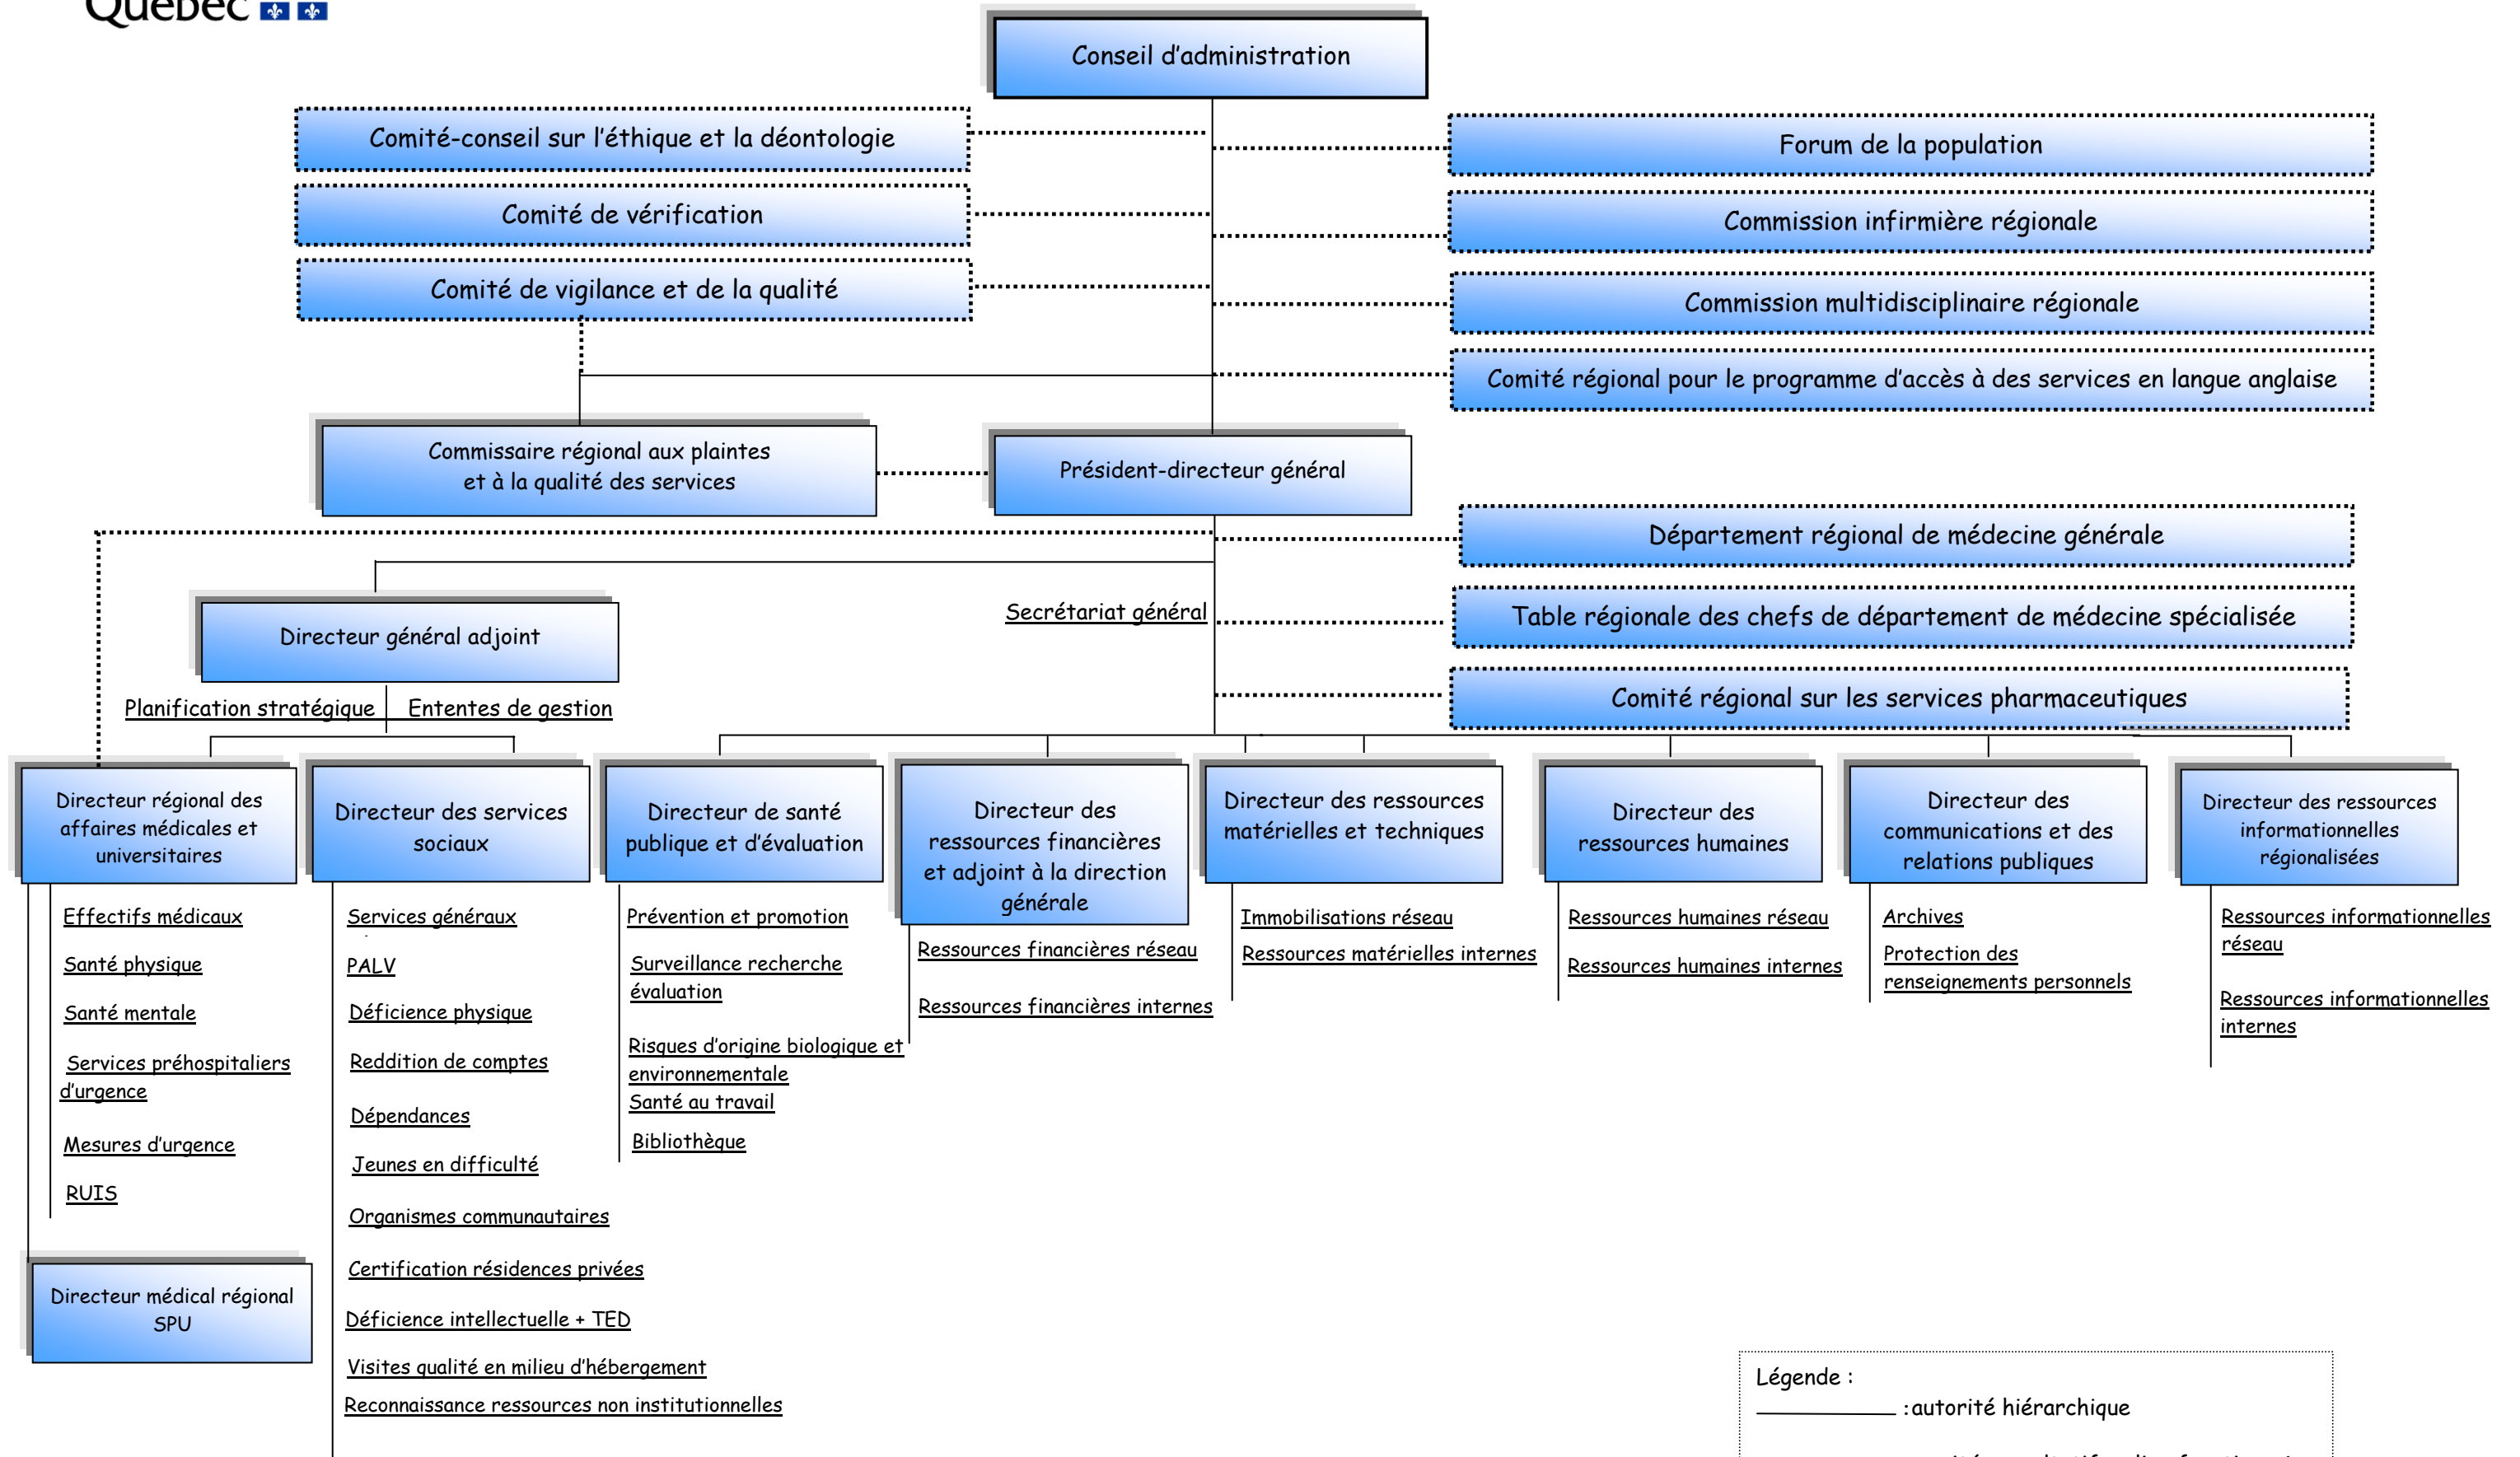 Québec
Conseil d'administration
Comité-conseil sur l'éthique et la déontologie
Forum de la population
Comité de vérification
Commission infirmière régionale
Comité de vigilance et de la qualité
Commission multidisciplinaire régionale
Comité régional pour le programme d'accès à des services en langue anglaise
Commissaire régional aux plaintes
et à la qualité des services
Président-directeur général
Département régional de médecine générale
Directeur général adjoint
Secrétariat général
Table régionale des chefs de département de médecine spécialisée
Planification stratégique
Ententes de gestion
Comité régional sur les services pharmaceutiques
Directeur régional des
affaires médicales et
universitaires
Effectifs médicaux
Santé physique
Santé mentale
Services préhospitaliers
d'urgence
Mesures d'urgence
RUIS
Directeur médical régional
SPU
Directeur des services
sociaux
Services généraux
PALV
Déficience physique
Reddition de comptes
Dépendances
Jeunes en difficulté
Organismes communautaires
Certification résidences privées
Déficience intellectuelle + TED
Visites qualité en milieu d'hébergement
Reconnaissance ressources non institutionnelles
Directeur de santé
publique et d'évaluation
Prévention et promotion
Surveillance recherche
évaluation
Risques d'origine biologique et
environnementale
Santé au travail
Bibliothèque
Directeur des
ressources financières
et adjoint à la direction
générale
Ressources financières réseau
Ressources financières internes
Directeur des ressources
matérielles et techniques
Immobilisations réseau
Ressources matérielles internes
Directeur des
ressources humaines
Ressources humaines réseau
Ressources humaines internes
Directeur des
communications et des
relations publiques
Archives
Protection des
renseignements personnels
Directeur des ressources
informationnelles
régionalisées
Ressources informationnelles
réseau
Ressources informationnelles
internes
Légende :
: autorité hiérarchique